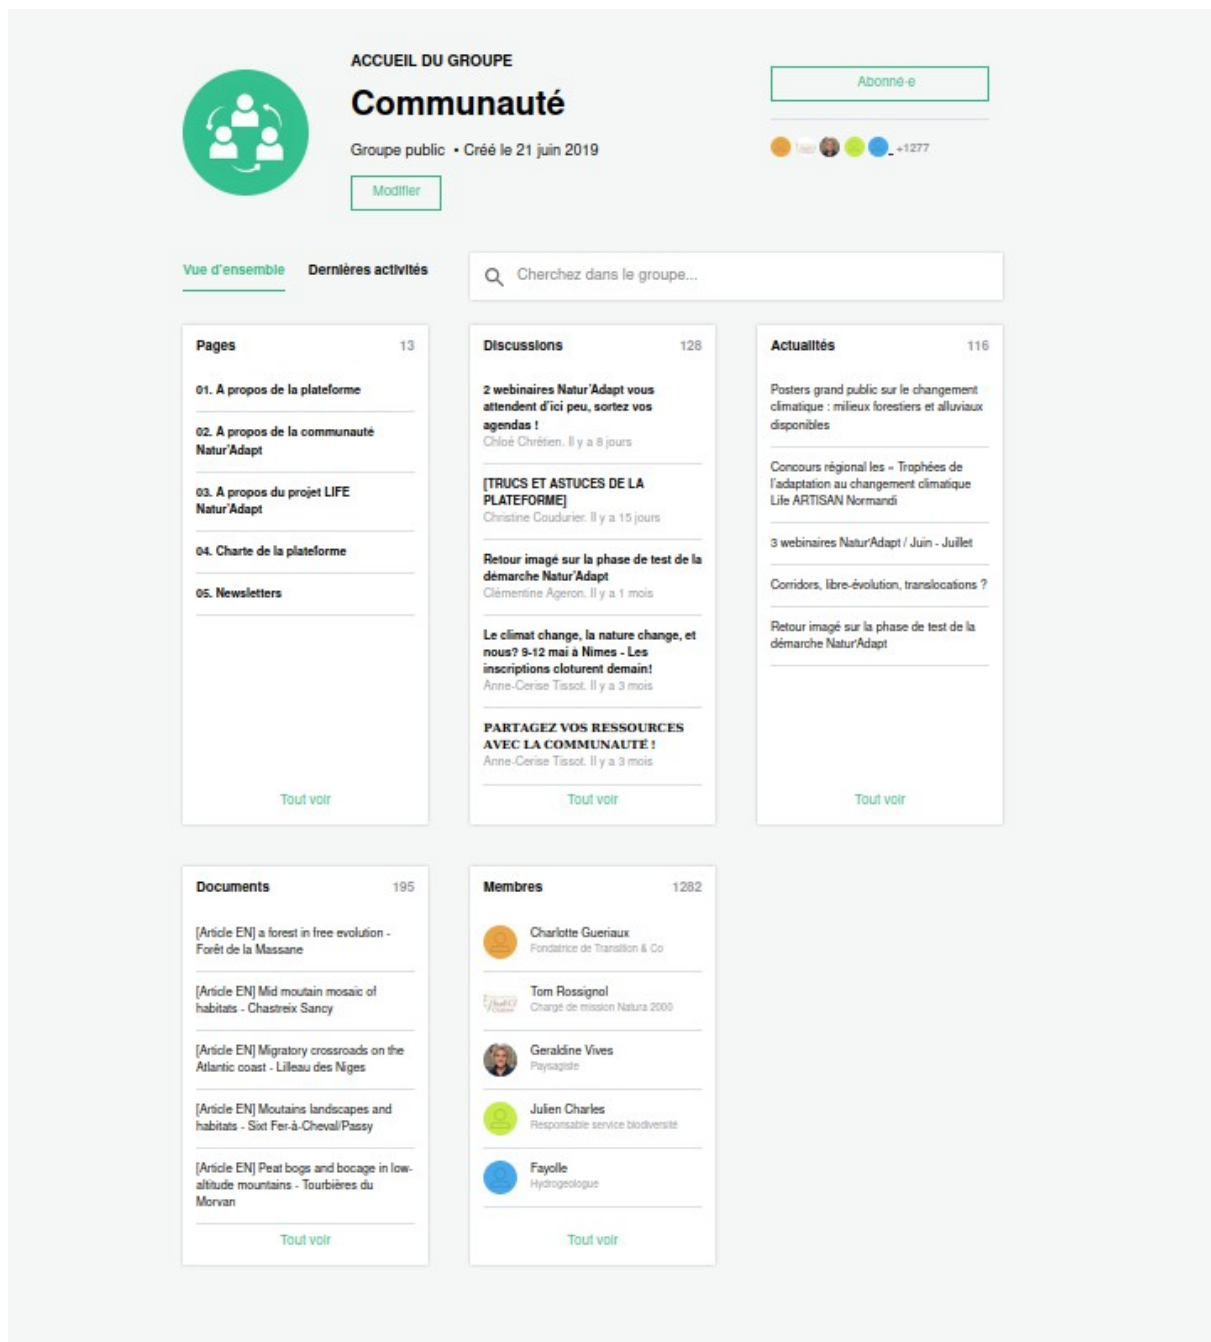 ACCUEIL DU GROUPE
Communauté
Groupe public • Créé le 21 juin 2019
Modifier
Abonné·e
+1277
Vue d'ensemble
Dernières activités
Cherchez dans le groupe...
Pages 13
01. A propos de la plateforme
02. A propos de la communauté
Natur'Adapt
03. A propos du projet LIFE
Natur'Adapt
04. Charte de la plateforme
05. Newsletters
Tout voir
Discussions 128
2 webinaires Natur'Adapt vous
attendent d'ici peu, sortez vos
agendas !
Chloé Chrétien. Il y a 8 jours
[TRUCS ET ASTUCES DE LA
PLATEFORME]
Christine Coudurier. Il y a 15 jours
Retour imagé sur la phase de test de la
démarche Natur'Adapt
Clémentine Ageron. Il y a 1 mois
Le climat change, la nature change, et
nous? 9-12 mai à Nimes - Les
inscriptions cloturent demain!
Anne-Cerise Tissot. Il y a 3 mois
PARTAGEZ VOS RESSOURCES
AVEC LA COMMUNAUTÉ !
Anne-Cerise Tissot. Il y a 3 mois
Tout voir
Actualités 116
Posters grand public sur le changement
climatique : milieux forestiers et alluviaux
disponibles
Concours régional les « Trophées de
l'adaptation au changement climatique
Life ARTISAN Normandi
3 webinaires Natur'Adapt / Juin - Juillet
Corridors, libre-évolution, translocations ?
Retour imagé sur la phase de test de la
démarche Natur'Adapt
Tout voir
Documents 195
[Article EN] a forest in free evolution -
Forêt de la Massane
[Article EN] Mid moutain mosaic of
habitats - Chastreix Sancy
[Article EN] Migratory crossroads on the
Atlantic coast - Lilleau des Niges
[Article EN] Moutains landscapes and
habitats - Sixt Fer-à-Cheval/Passy
[Article EN] Peat bogs and bocage in low-
altitude mountains - Tourbières du
Morvan
Tout voir
Membres 1282
Charlotte Gueriaux
Fondatrice de Transition & Co
Tom Rossignol
Chargé de mission Natura 2000
Geraldine Vives
Paysagiste
Julien Charles
Responsable service biodiversité
Fayolle
Hydrogeologue
Tout voir